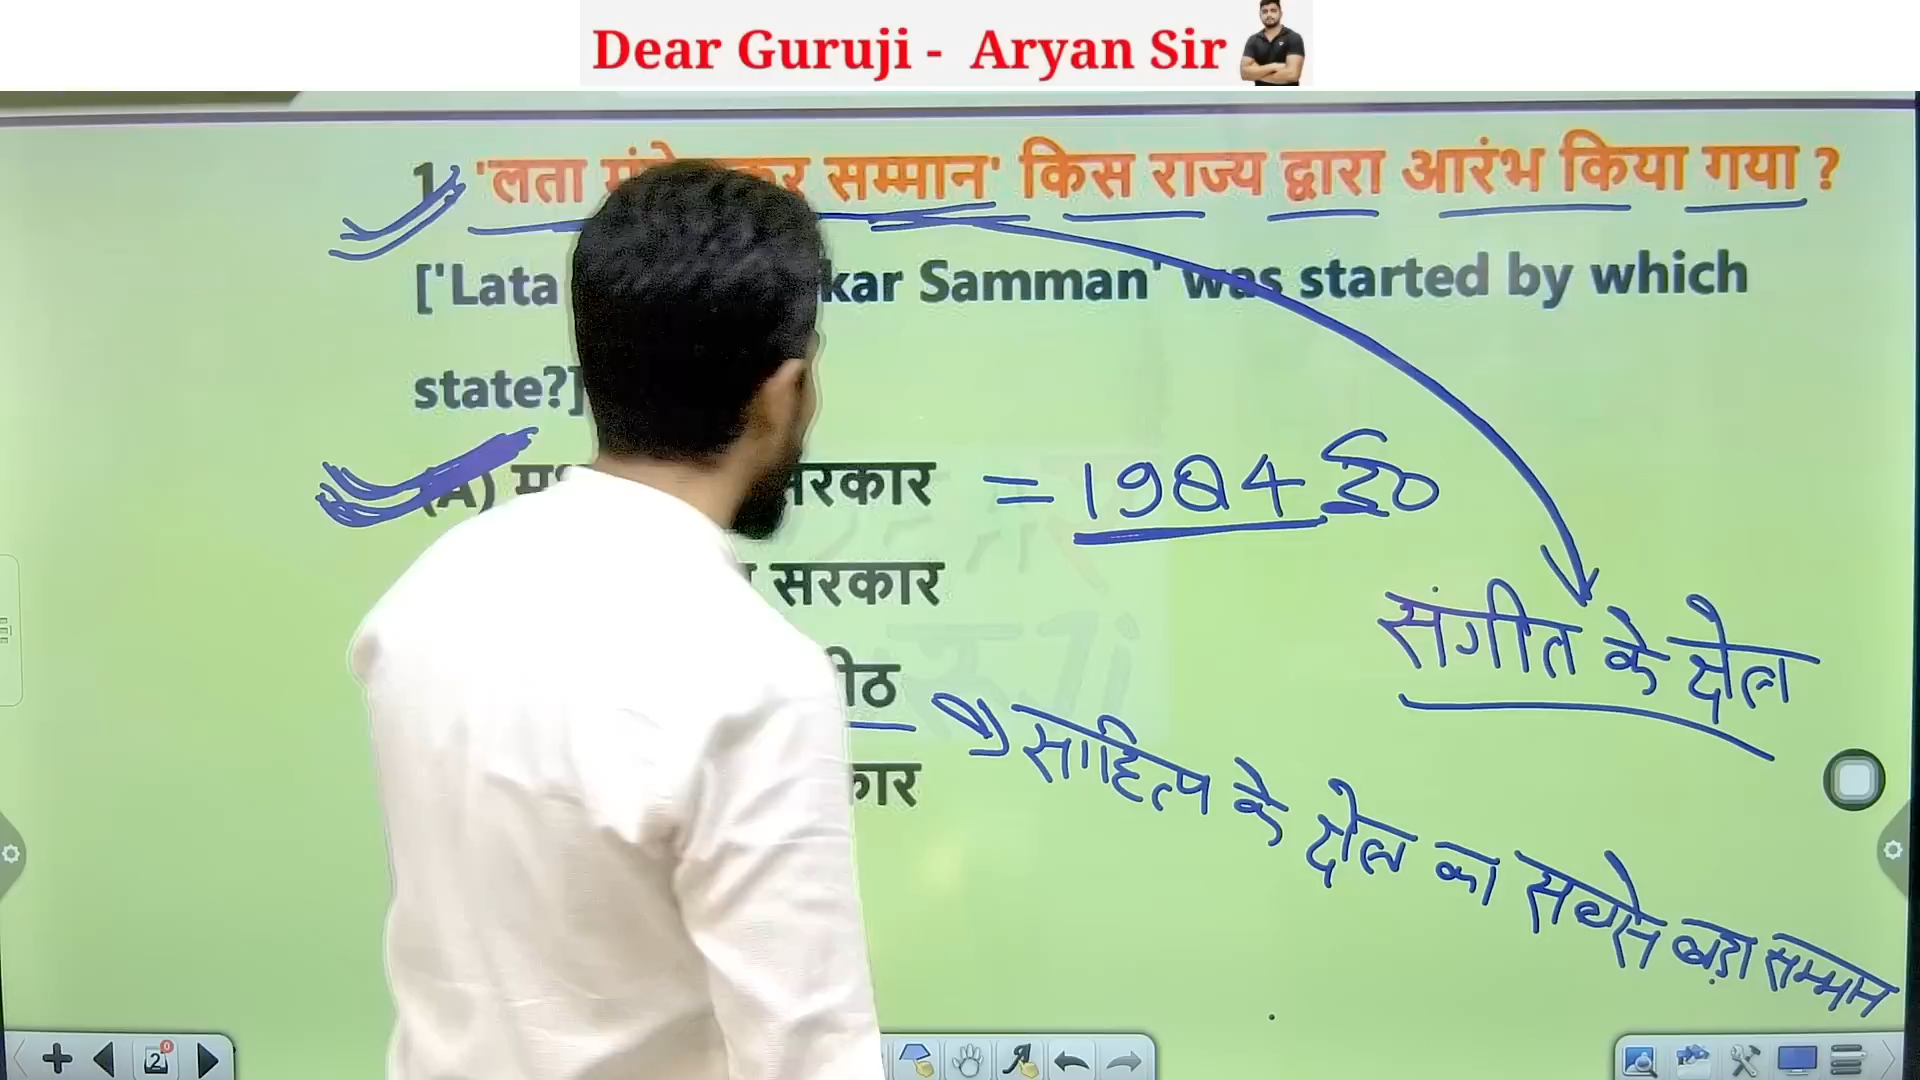 Dear Guruji - Aryan Sir
1. 'लता सम्मान' किस राज्य द्वारा आरंभ किया गया ?
['Lata kar Samman' was started by which
state?]
(A) सरकार = 1984 ई०
सरकार
संगीत के क्षेत्र
साहित्य के क्षेत्र का सबसे बड़ा सम्मान
2